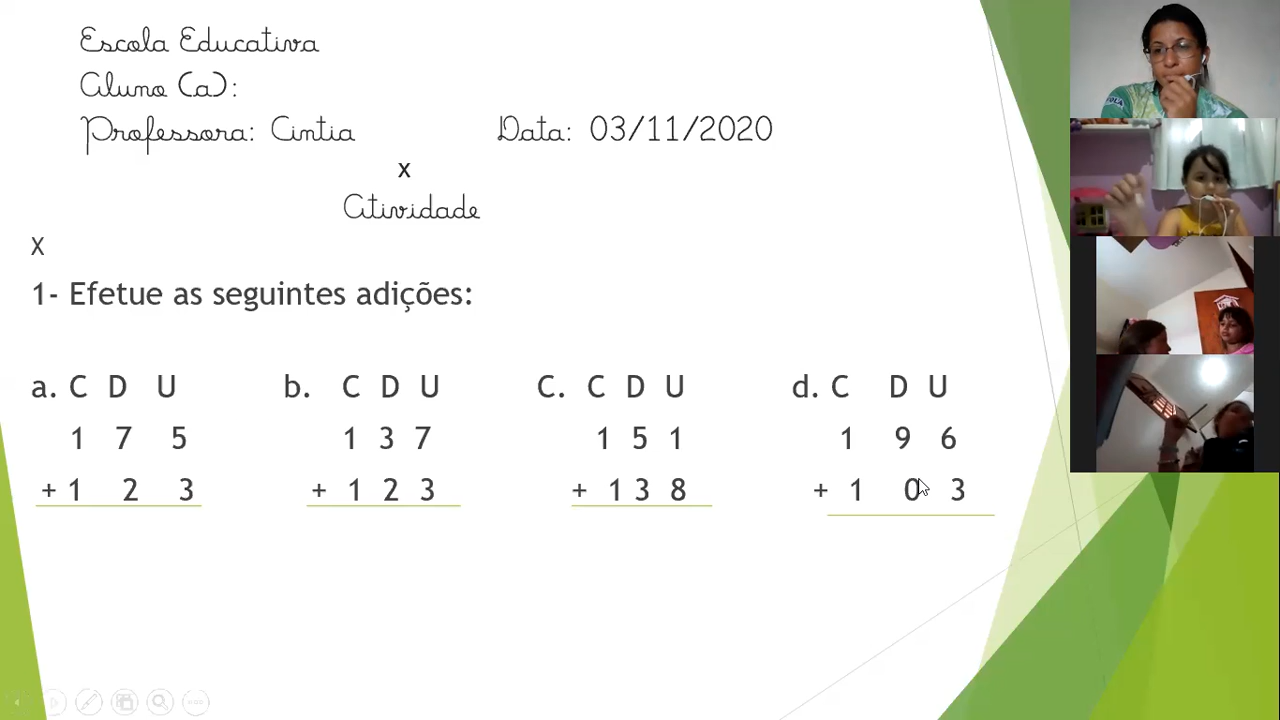 Escola Educativa
Aluno (a):
Professora: Cintia Data: 03/11/2020
x
Atividade
X
1- Efetue as seguintes adições:
a. C D U b. C D U C. C D U d. C D U
1 7 5 1 3 7 1 5 1 1 9 6
+ 1 2 3 + 1 2 3 + 1 3 8 + 1 0 3